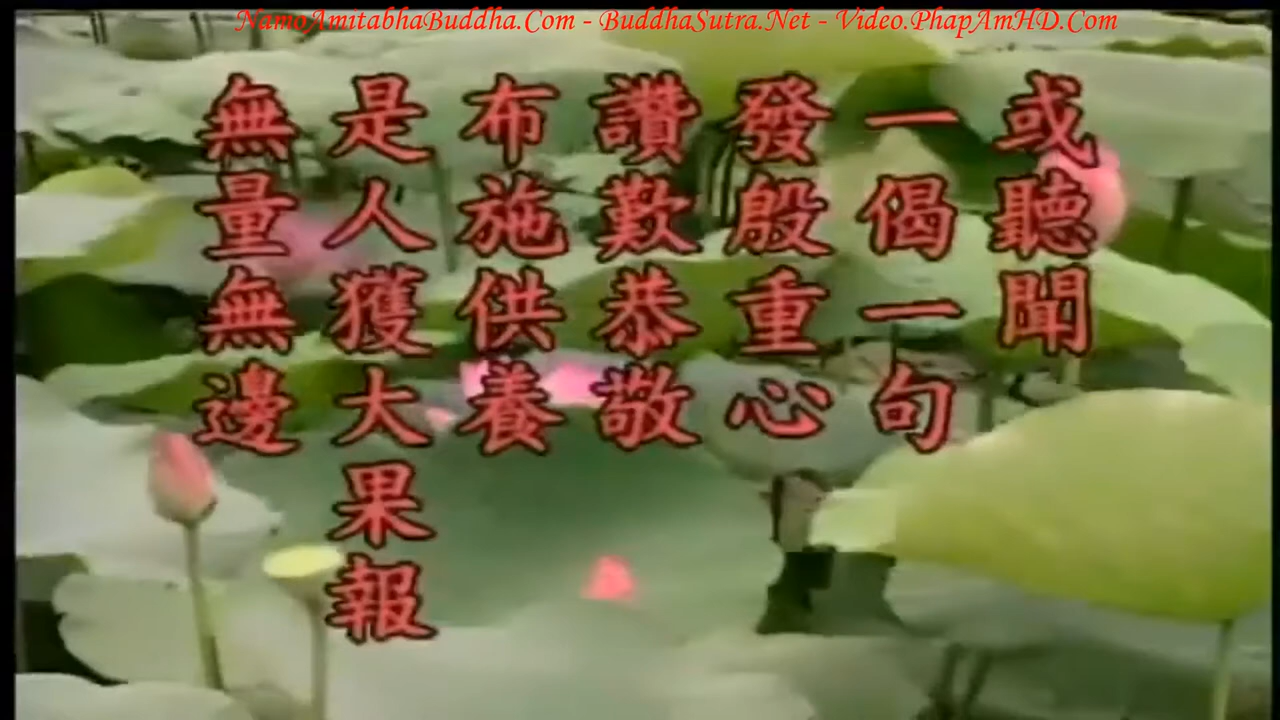 NamoAmitabhaBuddha.Com - BuddhaSutra.Net - Video.PhapAmHD.Com
或聽聞
一偈一句
發殷重心
讚歎恭敬
布施供養
是人獲大果報
無量無邊